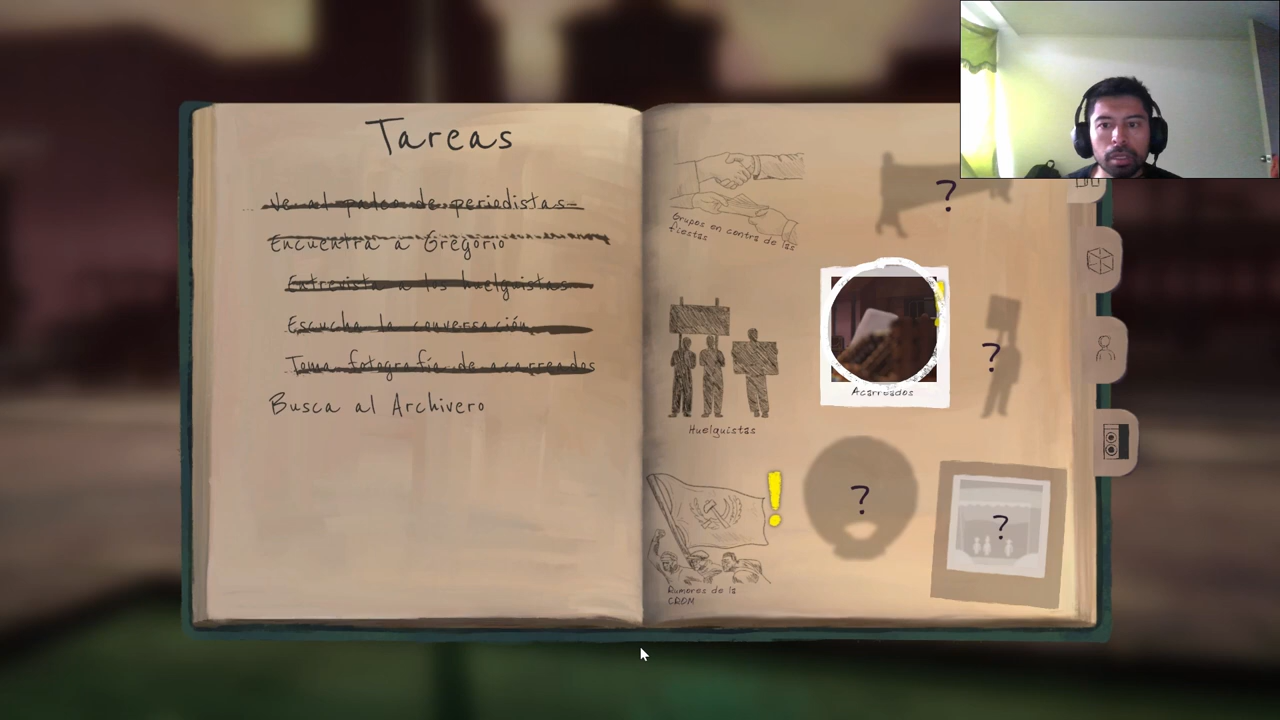 Tareas
Ve al palco de periodistas
Encuentra a Gregorio
Entrevista a los huelguistas
Escucha la conversación
Toma fotografía de acarreados
Busca al Archivero
Grupos en contra de las
fiestas
?
Acarreados
?
Huelguistas
!
Rumores de la
CROM
?
?